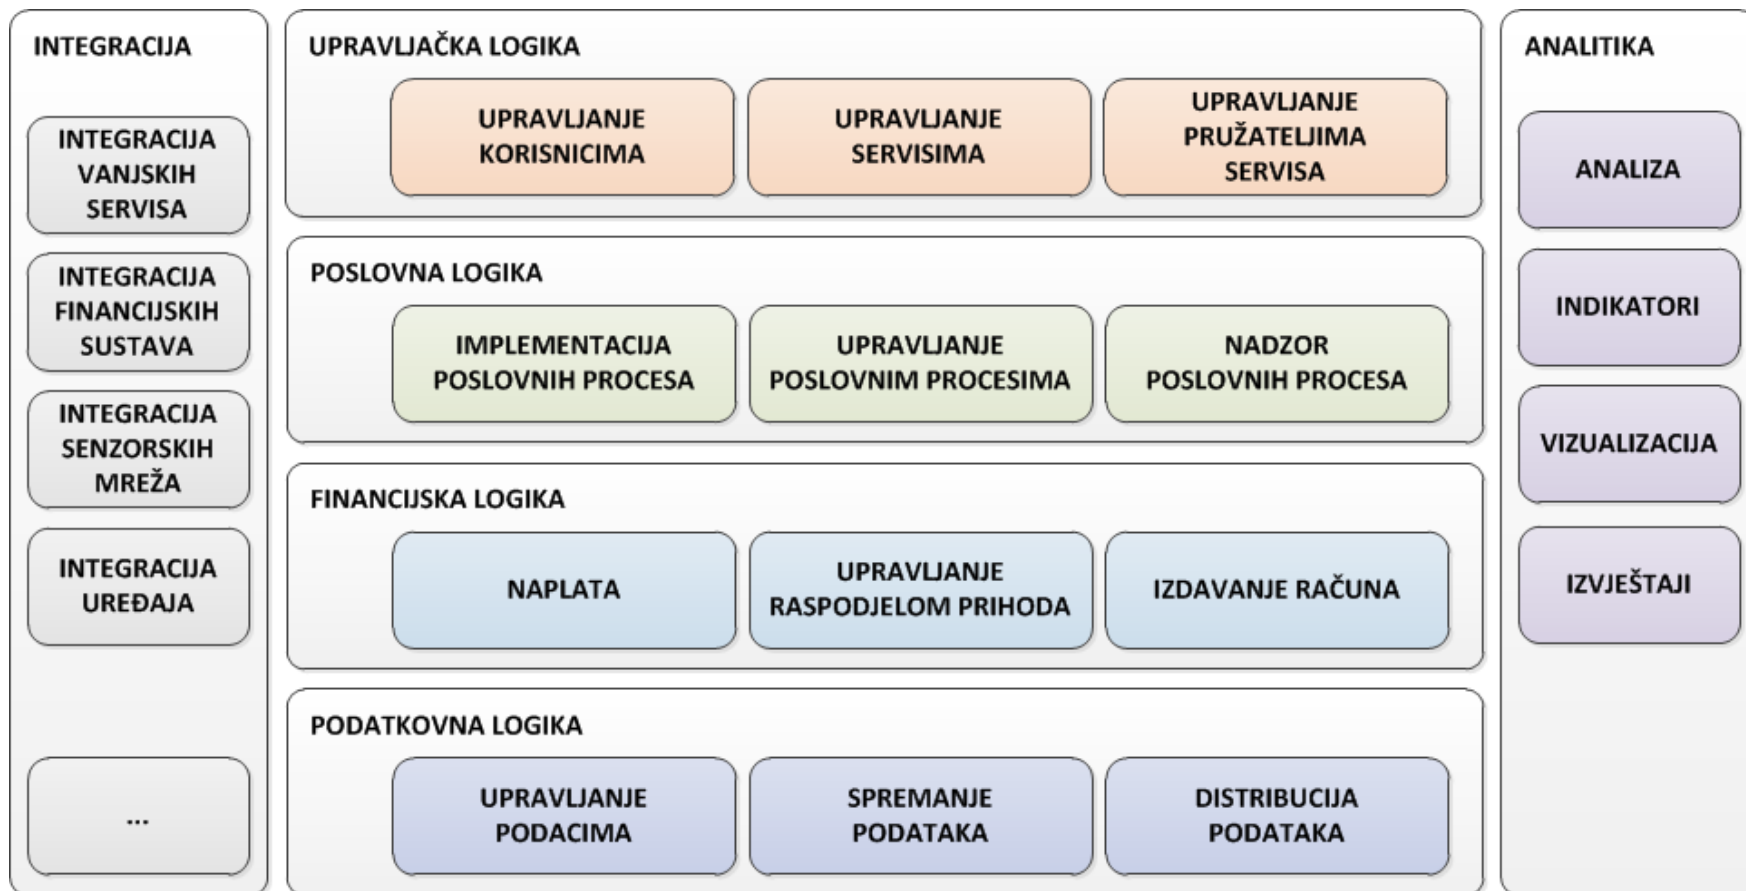 INTEGRACIJA
INTEGRACIJA
VANJSKIH
SERVISA
INTEGRACIJA
FINANCIJSKIH
SUSTAVA
INTEGRACIJA
SENZORSKIH
MREŽA
INTEGRACIJA
UREĐAJA
...
UPRAVLJAČKA LOGIKA
UPRAVLJANJE
KORISNICIMA
UPRAVLJANJE
SERVISIMA
UPRAVLJANJE
PRUŽATELJIMA
SERVISA
POSLOVNA LOGIKA
IMPLEMENTACIJA
POSLOVNIH PROCESA
UPRAVLJANJE
POSLOVNIM PROCESIMA
NADZOR
POSLOVNIH PROCESA
FINANCIJSKA LOGIKA
NAPLATA
UPRAVLJANJE
RASPODJELOM PRIHODA
IZDAVANJE RAČUNA
PODATKOVNA LOGIKA
UPRAVLJANJE
PODACIMA
SPREMANJE
PODATAKA
DISTRIBUCIJA
PODATAKA
ANALITIKA
ANALIZA
INDIKATORI
VIZUALIZACIJA
IZVJEŠTAJI